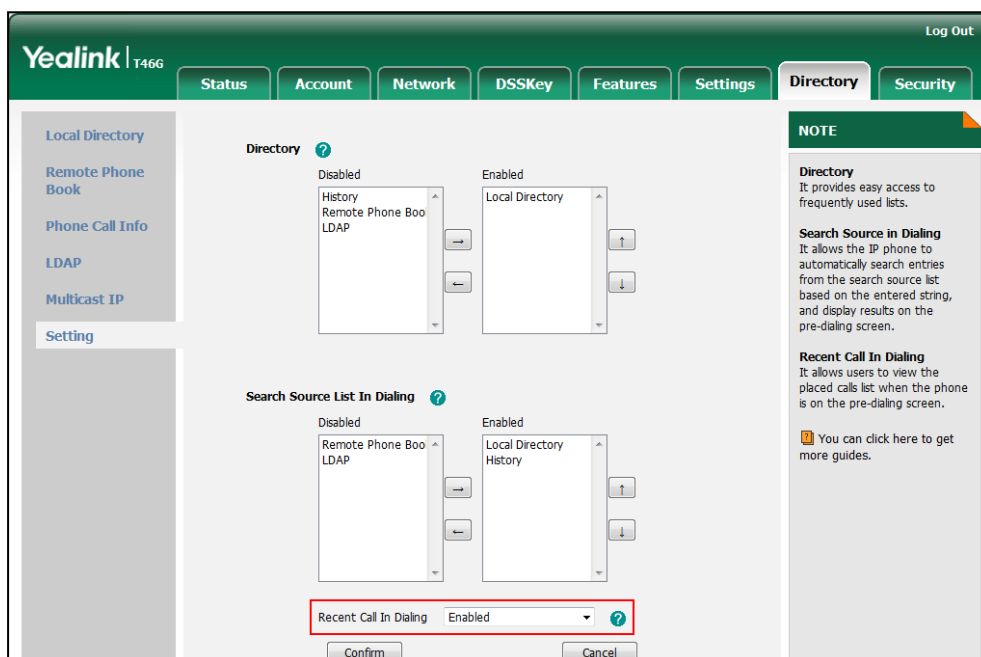 Log Out
Yealink | T46G
Status
Account
Network
DSSKey
Features
Settings
Directory
Security
Local Directory
Remote Phone
Book
Phone Call Info
LDAP
Multicast IP
Setting
Directory ?
Disabled
Enabled
History
Remote Phone Boo
LDAP
Local Directory
→
←
↑
↓
Search Source List In Dialing ?
Disabled
Enabled
Remote Phone Boo
LDAP
Local Directory
History
→
←
↑
↓
Recent Call In Dialing Enabled ?
Confirm
Cancel
NOTE
Directory
It provides easy access to
frequently used lists.
Search Source in Dialing
It allows the IP phone to
automatically search entries
from the search source list
based on the entered string,
and display results on the
pre-dialing screen.
Recent Call In Dialing
It allows users to view the
placed calls list when the phone
is on the pre-dialing screen.
? You can click here to get
more guides.